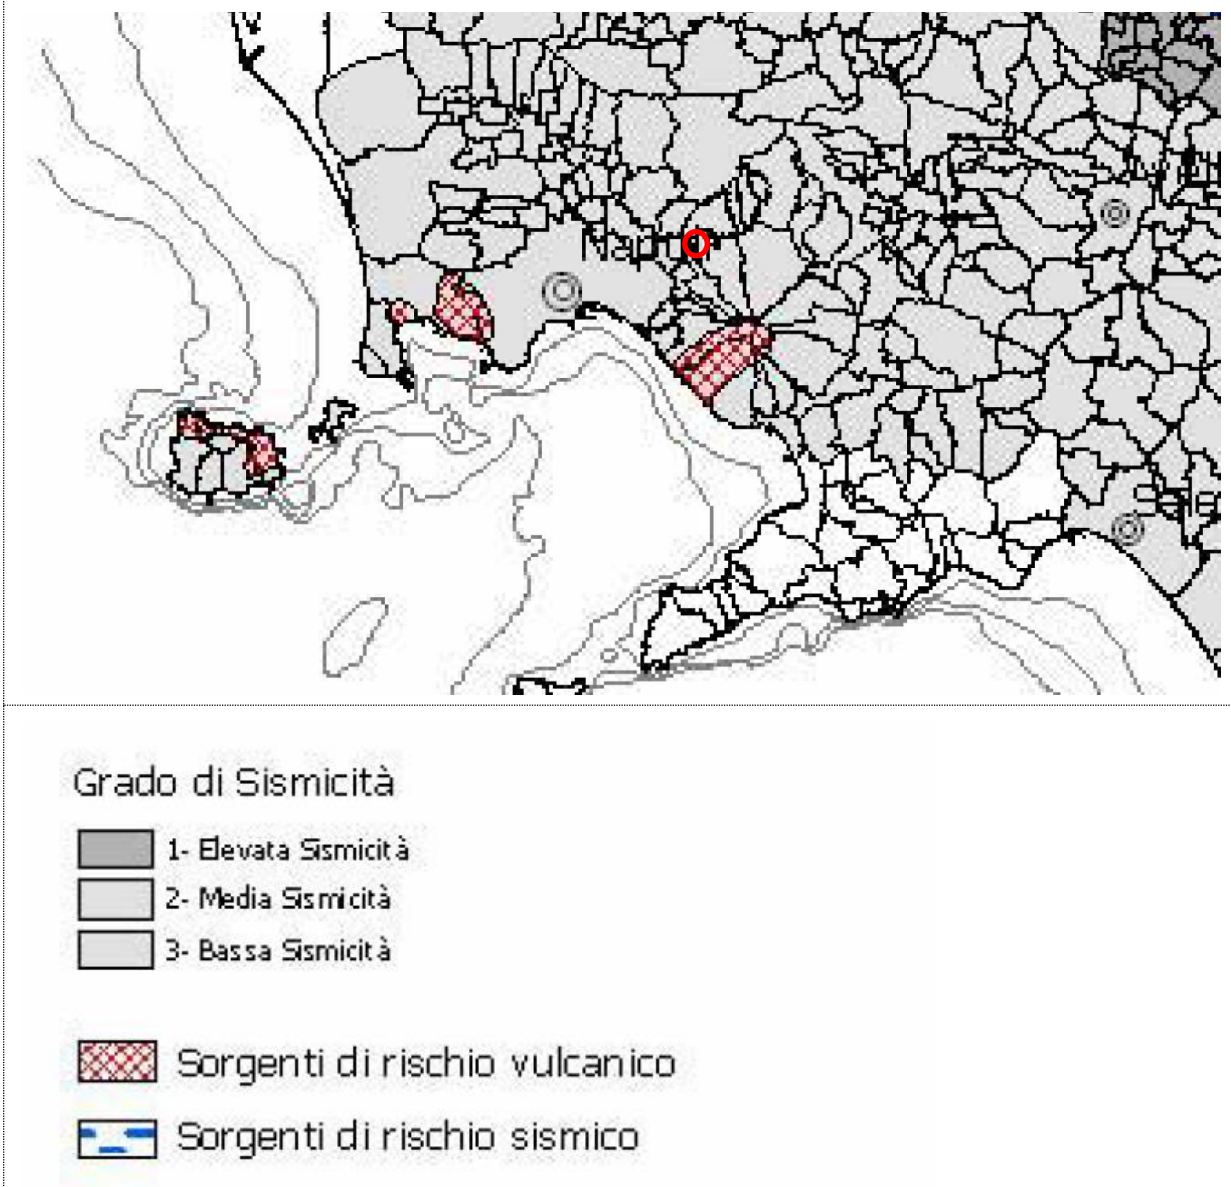 Grado di Sismicità
1- Elevata Sismicità
2- Media Sismicità
3- Bassa Sismicità
Sorgenti di rischio vulcanico
Sorgenti di rischio sismico